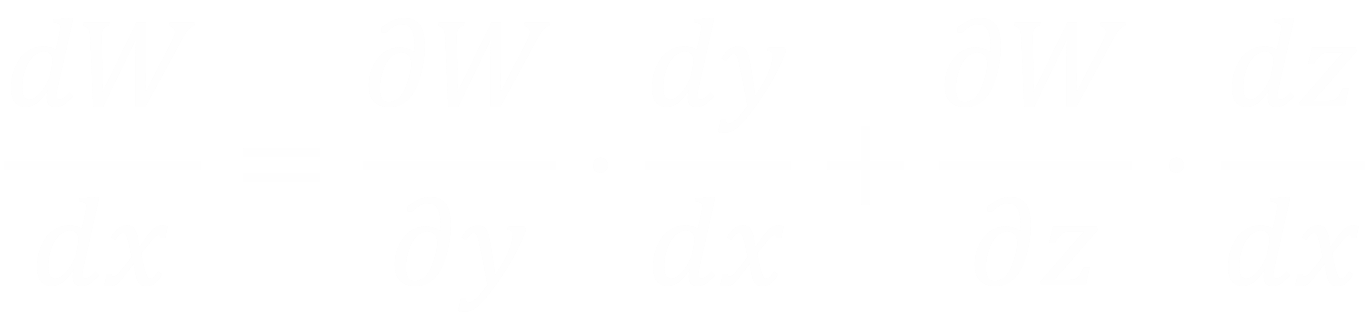 dW/dx = ∂W/∂y · dy/dx + ∂W/∂z · dz/dx